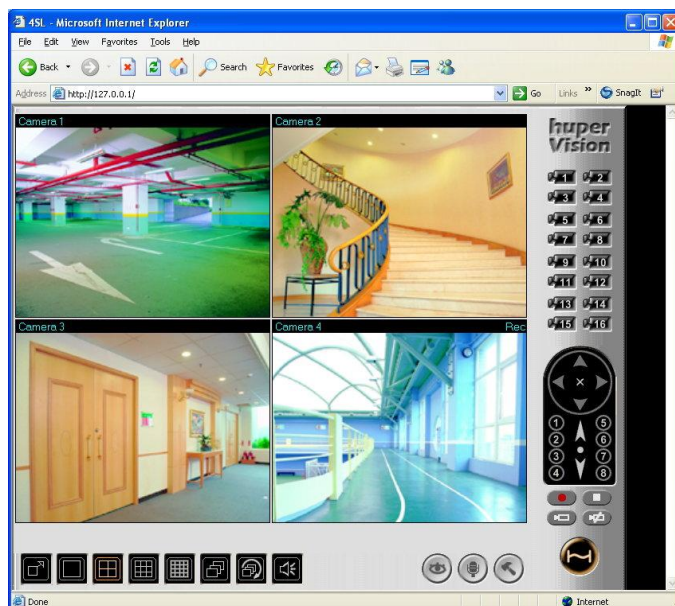 4SL - Microsoft Internet Explorer
File Edit View Favorites Tools Help
Back Search Favorites
Address http://127.0.0.1/ Go Links » SnagIt
Camera 1
Camera 2
huper
Vision
1 2
3 4
5 6
7 8
9 10
11 12
13 14
15 16
Camera 3
Camera 4 Rec
1 5
2 6
3 7
4 8
Done Internet